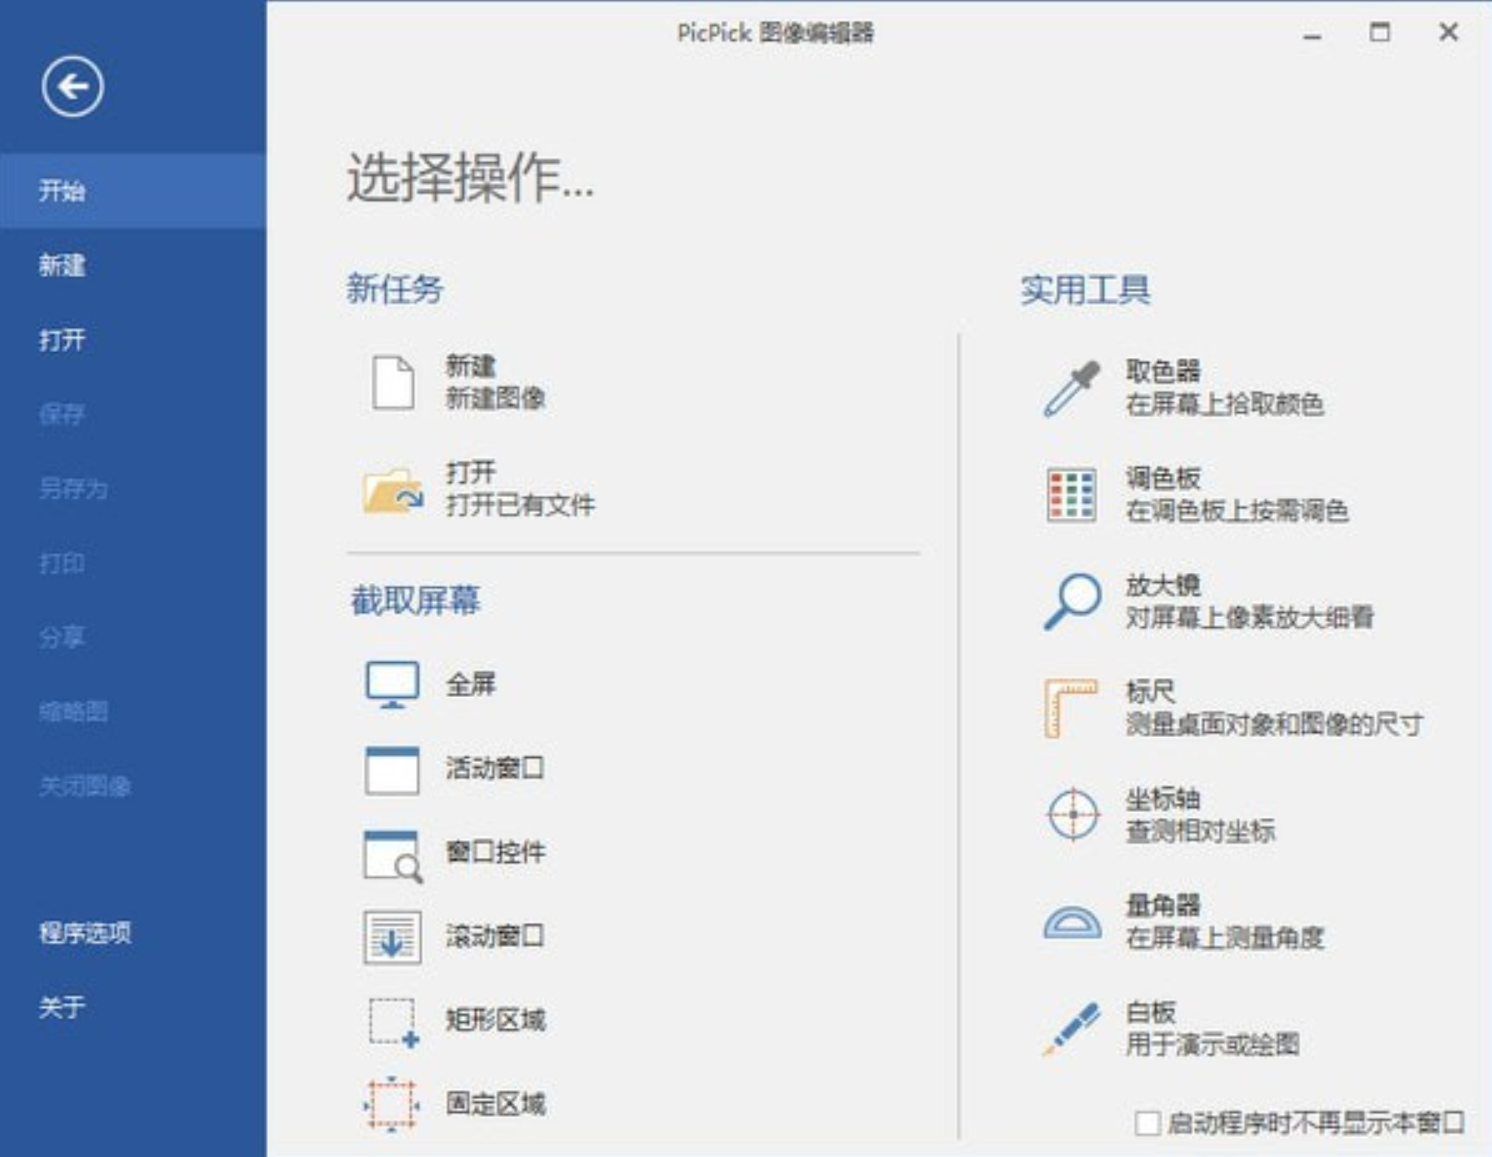 PicPick 图像编辑器
开始
新建
打开
保存
另存为
打印
分享
缩略图
关闭图像
程序选项
关于
选择操作...
新任务
新建
新建图像
打开
打开已有文件
截取屏幕
全屏
活动窗口
窗口控件
滚动窗口
矩形区域
固定区域
实用工具
取色器
在屏幕上拾取颜色
调色板
在调色板上按需调色
放大镜
对屏幕上像素放大细看
标尺
测量桌面对象和图像的尺寸
坐标轴
查测相对坐标
量角器
在屏幕上测量角度
白板
用于演示或绘图
启动程序时不再显示本窗口